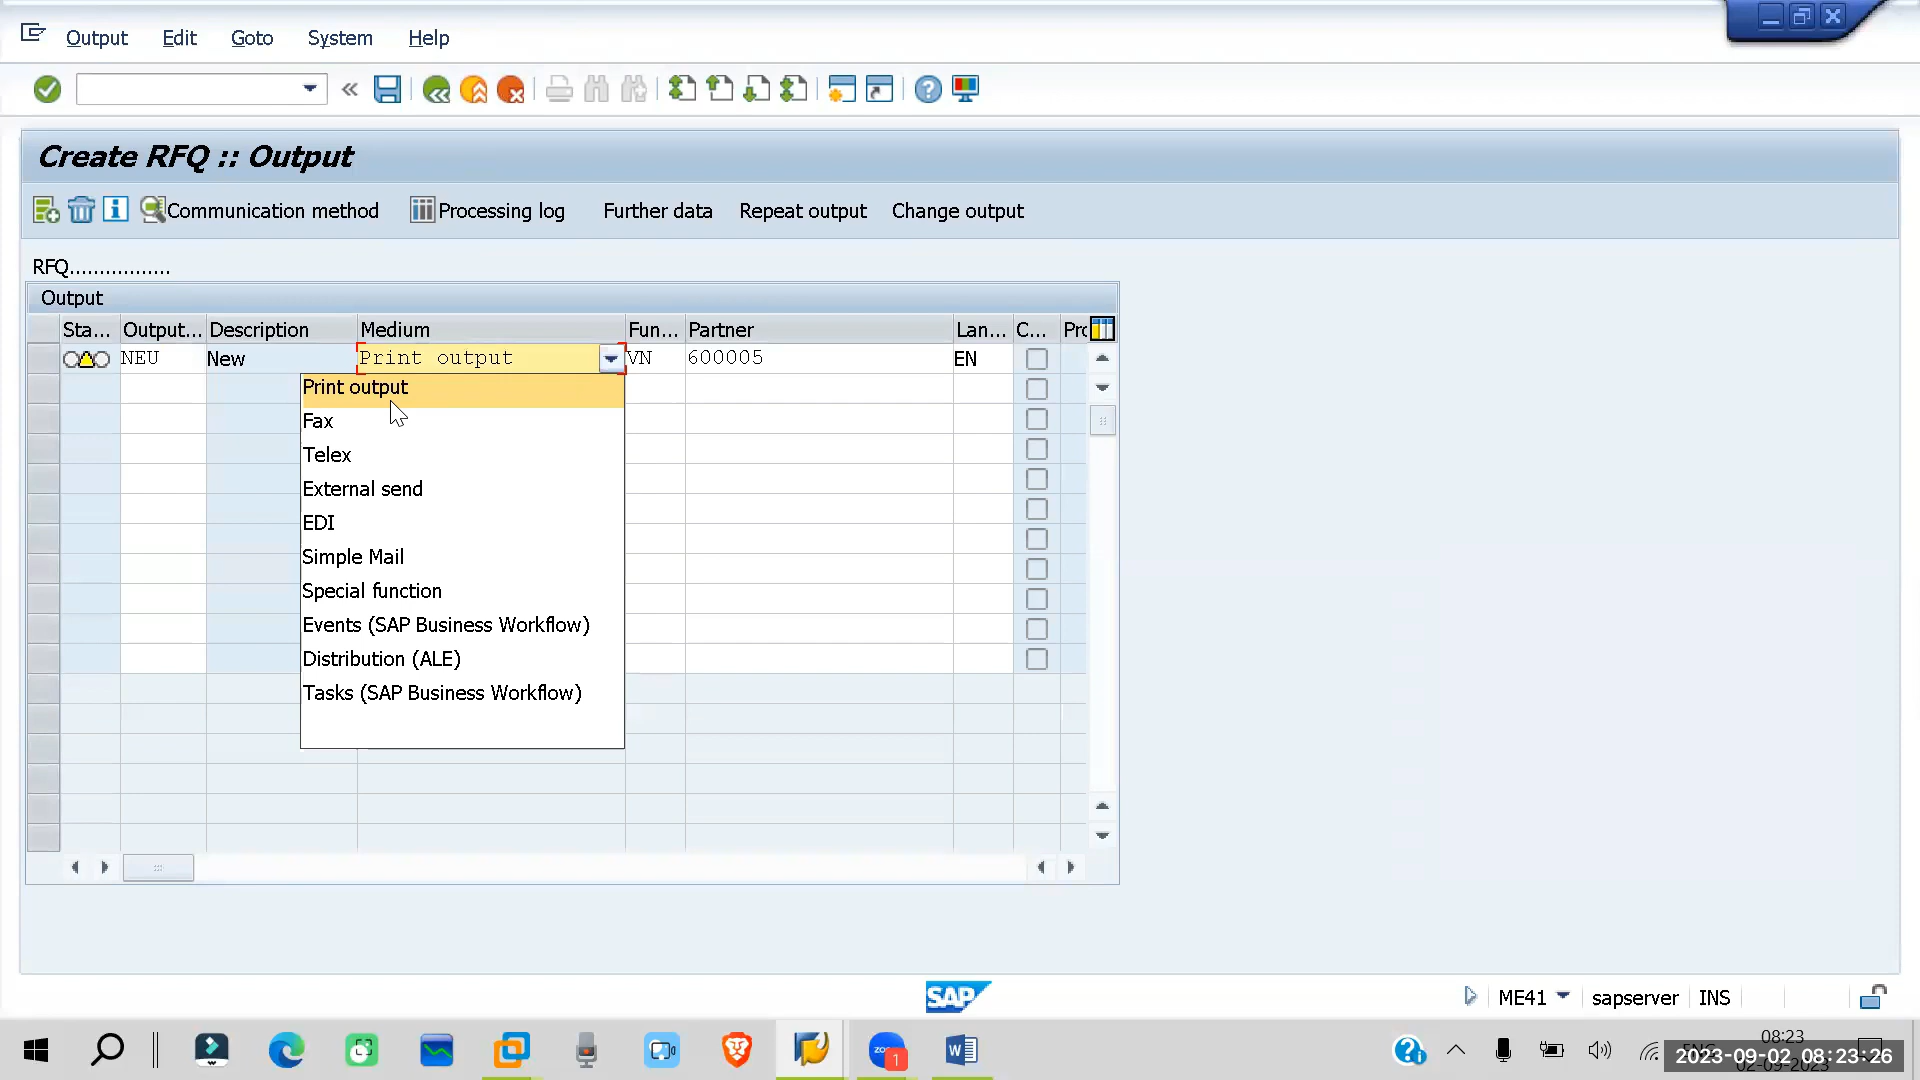 Output Edit Goto System Help
Create RFQ :: Output
Communication method Processing log Further data Repeat output Change output
RFQ.................
Output
Sta... Output... Description Medium Fun... Partner Lan... C... Prc
NEU New Print output VN 600005 EN
Print output
Fax
Telex
External send
EDI
Simple Mail
Special function
Events (SAP Business Workflow)
Distribution (ALE)
Tasks (SAP Business Workflow)
SAP
ME41 sapserver INS
08:23
2023-09-02 08:23:26